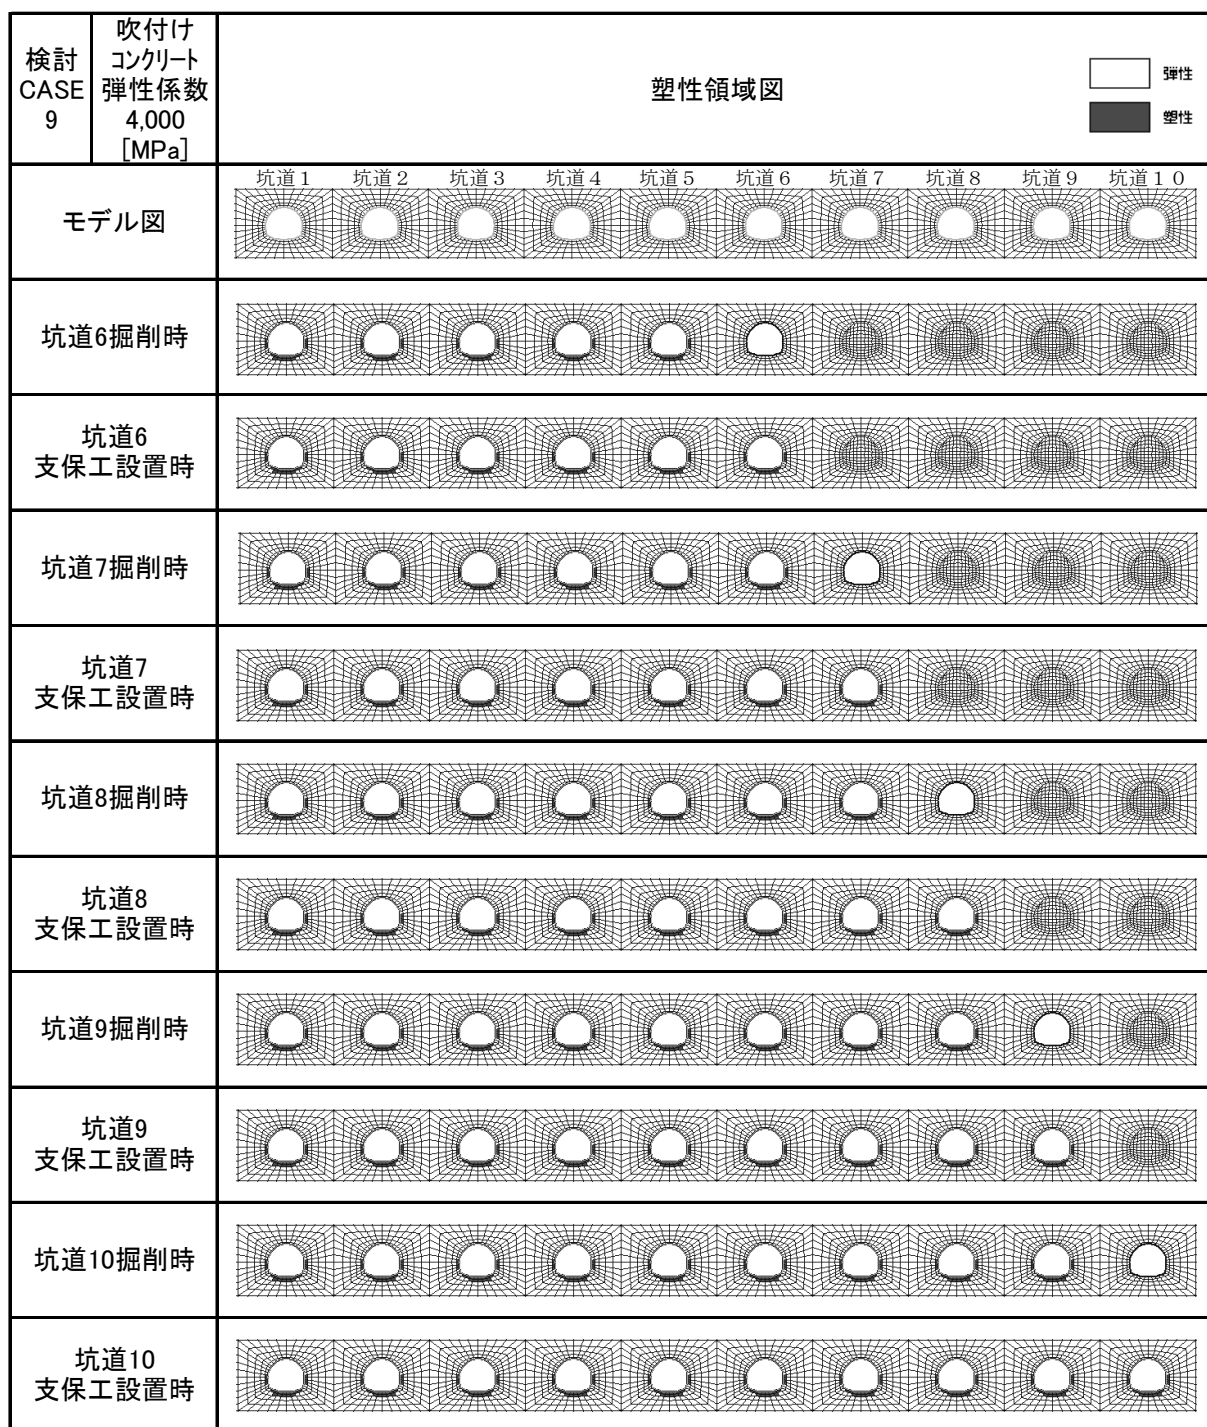 検討
CASE
9
吹付け
コンクリート
弾性係数
4,000
[MPa]
塑性領域図
弾性
塑性
モデル図
坑道1 坑道2 坑道3 坑道4 坑道5 坑道6 坑道7 坑道8 坑道9 坑道10
坑道6掘削時
坑道6
支保工設置時
坑道7掘削時
坑道7
支保工設置時
坑道8掘削時
坑道8
支保工設置時
坑道9掘削時
坑道9
支保工設置時
坑道10掘削時
坑道10
支保工設置時